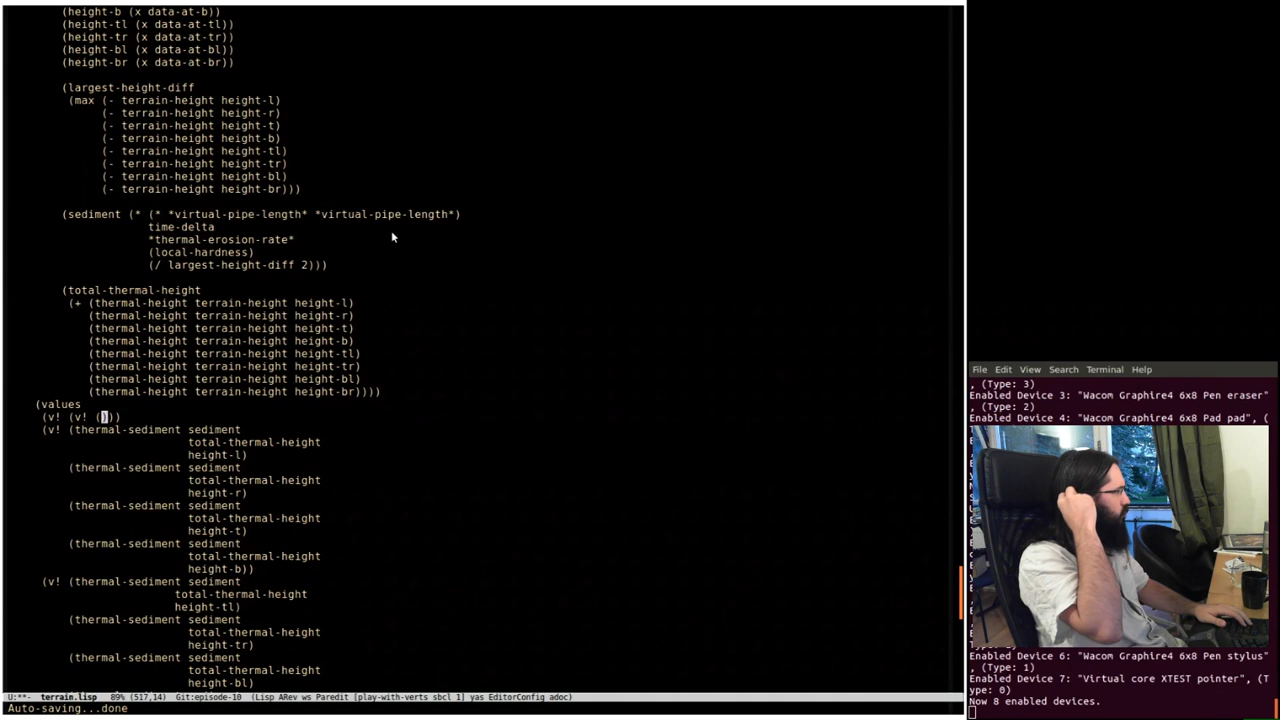 (height-b (x data-at-b))
(height-tl (x data-at-tl))
(height-tr (x data-at-tr))
(height-bl (x data-at-bl))
(height-br (x data-at-br))
(largest-height-diff
(max (- terrain-height height-l)
(- terrain-height height-r)
(- terrain-height height-t)
(- terrain-height height-b)
(- terrain-height height-tl)
(- terrain-height height-tr)
(- terrain-height height-bl)
(- terrain-height height-br)))
(sediment (* (* *virtual-pipe-length* *virtual-pipe-length*)
time-delta
*thermal-erosion-rate*
(local-hardness)
(/ largest-height-diff 2)))
(total-thermal-height
(+ (thermal-height terrain-height height-l)
(thermal-height terrain-height height-r)
(thermal-height terrain-height height-t)
(thermal-height terrain-height height-b)
(thermal-height terrain-height height-tl)
(thermal-height terrain-height height-tr)
(thermal-height terrain-height height-bl)
(thermal-height terrain-height height-br))))
(values
(v! (v! ()))
(v! (thermal-sediment sediment
total-thermal-height
height-l)
(thermal-sediment sediment
total-thermal-height
height-r)
(thermal-sediment sediment
total-thermal-height
height-t)
(thermal-sediment sediment
total-thermal-height
height-b))
(v! (thermal-sediment sediment
total-thermal-height
height-tl)
(thermal-sediment sediment
total-thermal-height
height-tr)
(thermal-sediment sediment
total-thermal-height
height-bl)
U:**- terrain.lisp 89% (517,14) Git:episode-10 (Lisp ARev ws Paredit [play-with-verts sbcl 1] yas EditorConfig adoc)
Auto-saving...done
File Edit View Search Terminal Help
, (Type: 3)
Enabled Device 3: "Wacom Graphire4 6x8 Pen eraser"
, (Type: 2)
Enabled Device 4: "Wacom Graphire4 6x8 Pad pad", (
Enabled Device 6: "Wacom Graphire4 6x8 Pen stylus"
, (Type: 1)
Enabled Device 7: "Virtual core XTEST pointer", (T
ype: 0)
Now 8 enabled devices.